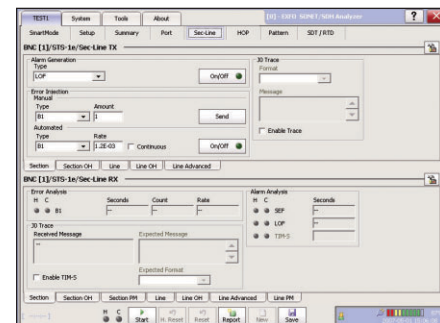 TEST1 System Tools About
[0] - EXFO SONET/SDH Analyzer ? X
SmartMode Setup Summary Port Sec-Line HOP Pattern SDT / RTD
BNC [1]/STS-1e/Sec-Line TX
Alarm Generation
Type
LOP On/Off
Error Injection
Manual
Type Amount
B1 1 Send
Automated
Type Rate
B1 1.2E-03 Continuous On/Off
J0 Trace
Format
Message
Enable Trace
Section Section OH Line Line OH Line Advanced
BNC [1]/STS-1e/Sec-Line RX
Error Analysis
H C Seconds Count Rate
B1 -- -- --
J0 Trace
Received Message Expected Message
--
Enable TIM-S
Expected Format
Alarm Analysis
H C Seconds
SEF --
LOF --
TIM-S
Section Section OH Section PM Line Line OH Line Advanced Line PM
[ --:--:-- ] H C Start H. Reset Reset Report New Save